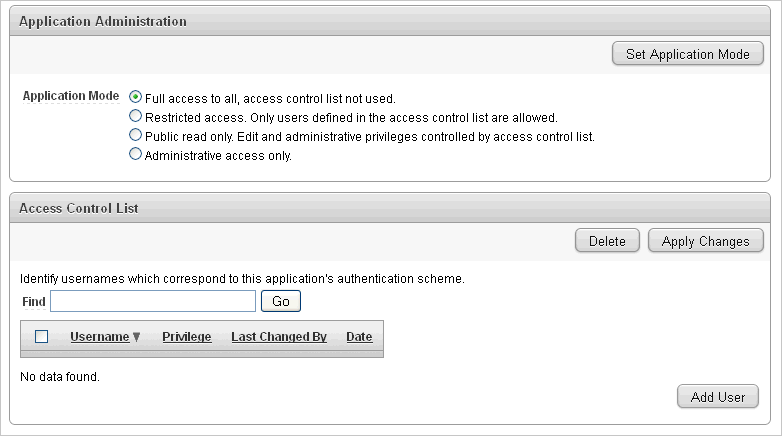 Application Administration
Set Application Mode
Application Mode
Full access to all, access control list not used.
Restricted access. Only users defined in the access control list are allowed.
Public read only. Edit and administrative privileges controlled by access control list.
Administrative access only.
Access Control List
Delete Apply Changes
Identify usernames which correspond to this application's authentication scheme.
Find Go
Username Privilege Last Changed By Date
No data found.
Add User